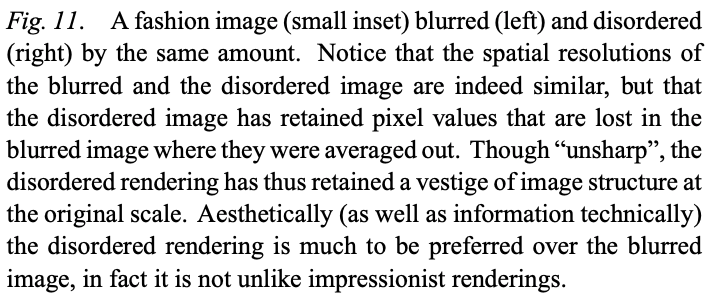 Fig. 11. A fashion image (small inset) blurred (left) and disordered
(right) by the same amount. Notice that the spatial resolutions of
the blurred and the disordered image are indeed similar, but that
the disordered image has retained pixel values that are lost in the
blurred image where they were averaged out. Though “unsharp”, the
disordered rendering has thus retained a vestige of image structure at
the original scale. Aesthetically (as well as information technically)
the disordered rendering is much to be preferred over the blurred
image, in fact it is not unlike impressionist renderings.